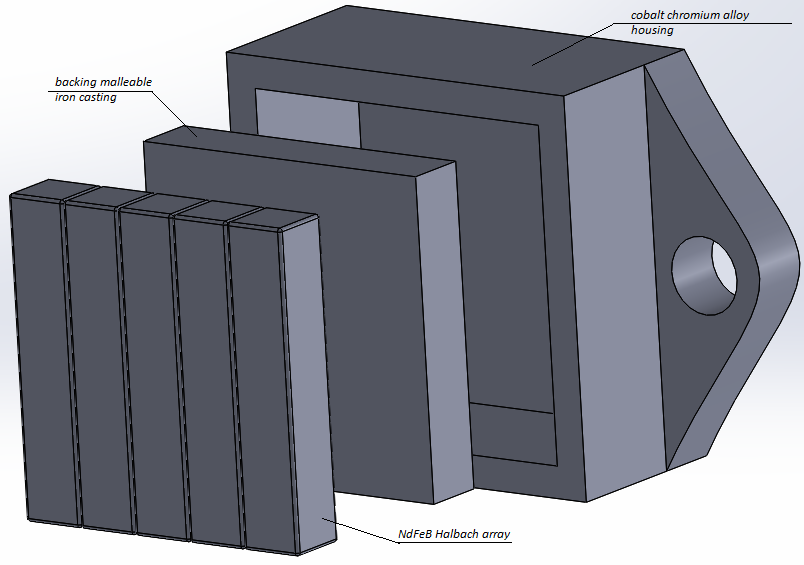 cobalt chromium alloy
housing
backing malleable
iron casting
NdFeB Halbach array